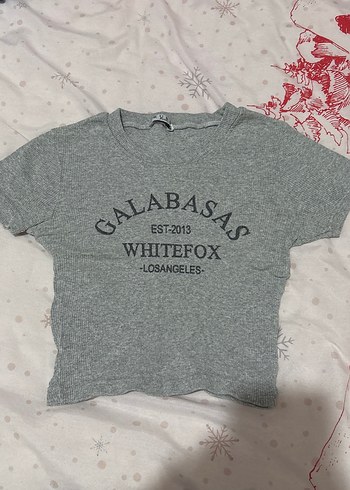 GALABASAS
EST-2013
WHITEFOX
-LOSANGELES-